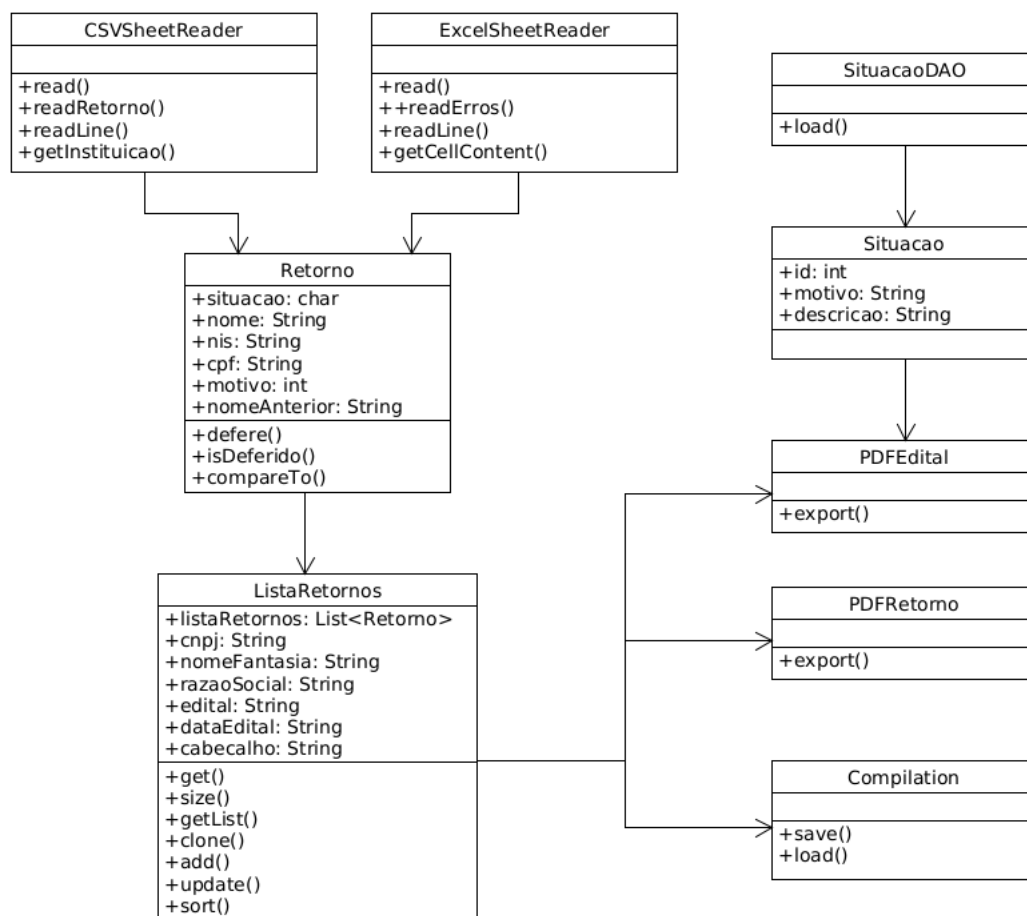 CSVSheetReader
+read()
+readRetorno()
+readLine()
+getInstituicao()
ExcelSheetReader
+read()
++readErros()
+readLine()
+getCellContent()
SituacaoDAO
+load()
Situacao
+id: int
+motivo: String
+descricao: String
Retorno
+situacao: char
+nome: String
+nis: String
+cpf: String
+motivo: int
+nomeAnterior: String
+defere()
+isDeferido()
+compareTo()
PDFEdital
+export()
ListaRetornos
+listaRetornos: List<Retorno>
+cnpj: String
+nomeFantasia: String
+razaoSocial: String
+edital: String
+dataEdital: String
+cabecalho: String
+get()
+size()
+getList()
+clone()
+add()
+update()
+sort()
PDFRetorno
+export()
Compilation
+save()
+load()